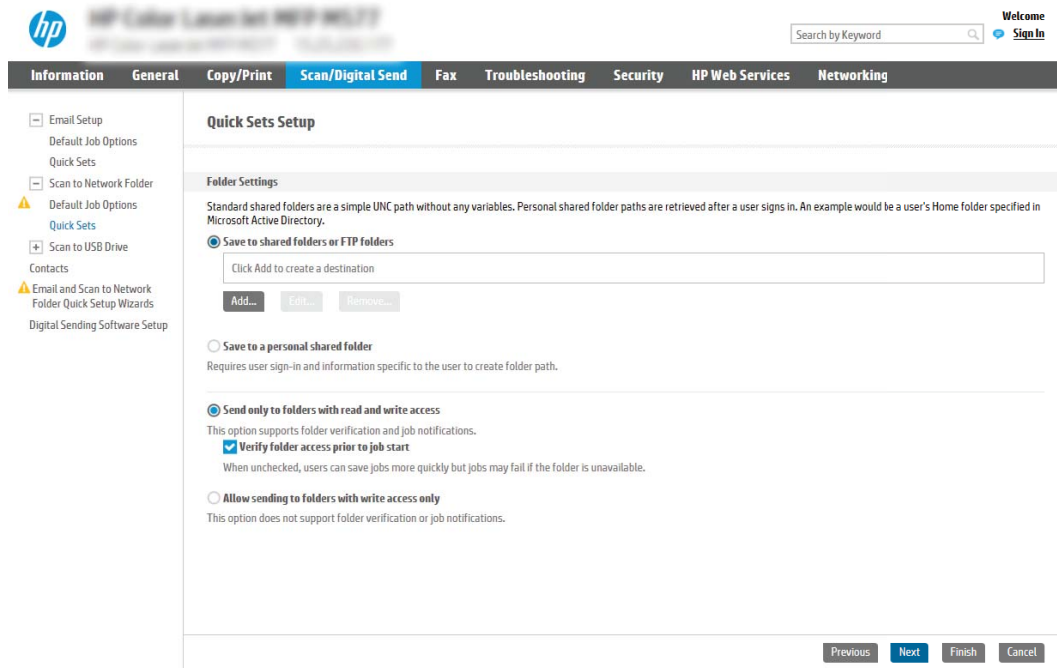 hp
Welcome
Search by Keyword
Sign In
Information General Copy/Print Scan/Digital Send Fax Troubleshooting Security HP Web Services Networking
Email Setup
Default Job Options
Quick Sets
Scan to Network Folder
Default Job Options
Quick Sets
Scan to USB Drive
Contacts
Email and Scan to Network
Folder Quick Setup Wizards
Digital Sending Software Setup
Quick Sets Setup
Folder Settings
Standard shared folders are a simple UNC path without any variables. Personal shared folder paths are retrieved after a user signs in. An example would be a user's Home folder specified in
Microsoft Active Directory.
Save to shared folders or FTP folders
Click Add to create a destination
Add... Edit... Remove...
Save to a personal shared folder
Requires user sign-in and information specific to the user to create folder path.
Send only to folders with read and write access
This option supports folder verification and job notifications.
Verify folder access prior to job start
When unchecked, users can save jobs more quickly but jobs may fail if the folder is unavailable.
Allow sending to folders with write access only
This option does not support folder verification or job notifications.
Previous Next Finish Cancel